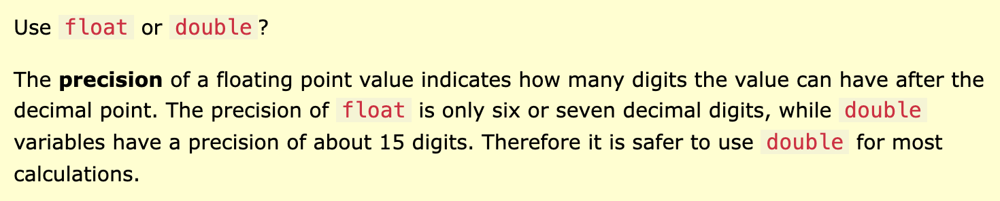 Use float or double?
The precision of a floating point value indicates how many digits the value can have after the
decimal point. The precision of float is only six or seven decimal digits, while double
variables have a precision of about 15 digits. Therefore it is safer to use double for most
calculations.